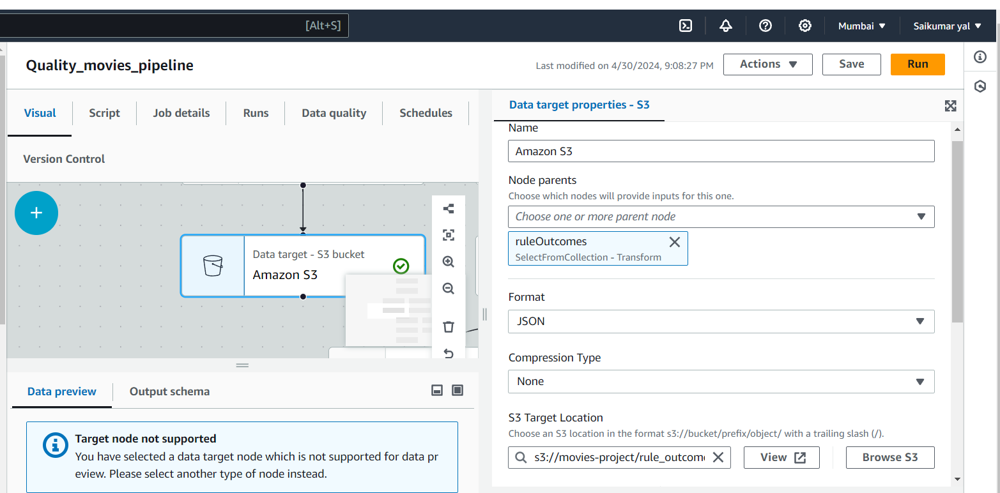 [Alt+S]
Mumbai ▼
Saikumar yal ▼
Quality_movies_pipeline
Last modified on 4/30/2024, 9:08:27 PM
Actions ▼
Save
Run
Visual
Script
Job details
Runs
Data quality
Schedules
Version Control
Data target - S3 bucket
Amazon S3
Data preview
Output schema
Target node not supported
You have selected a data target node which is not supported for data pr
eview. Please select another type of node instead.
Data target properties - S3
Name
Amazon S3
Node parents
Choose which nodes will provide inputs for this one.
Choose one or more parent node
ruleOutcomes
SelectFromCollection - Transform
Format
JSON
Compression Type
None
S3 Target Location
Choose an S3 location in the format s3://bucket/prefix/object/ with a trailing slash (/).
s3://movies-project/rule_outcom
View
Browse S3